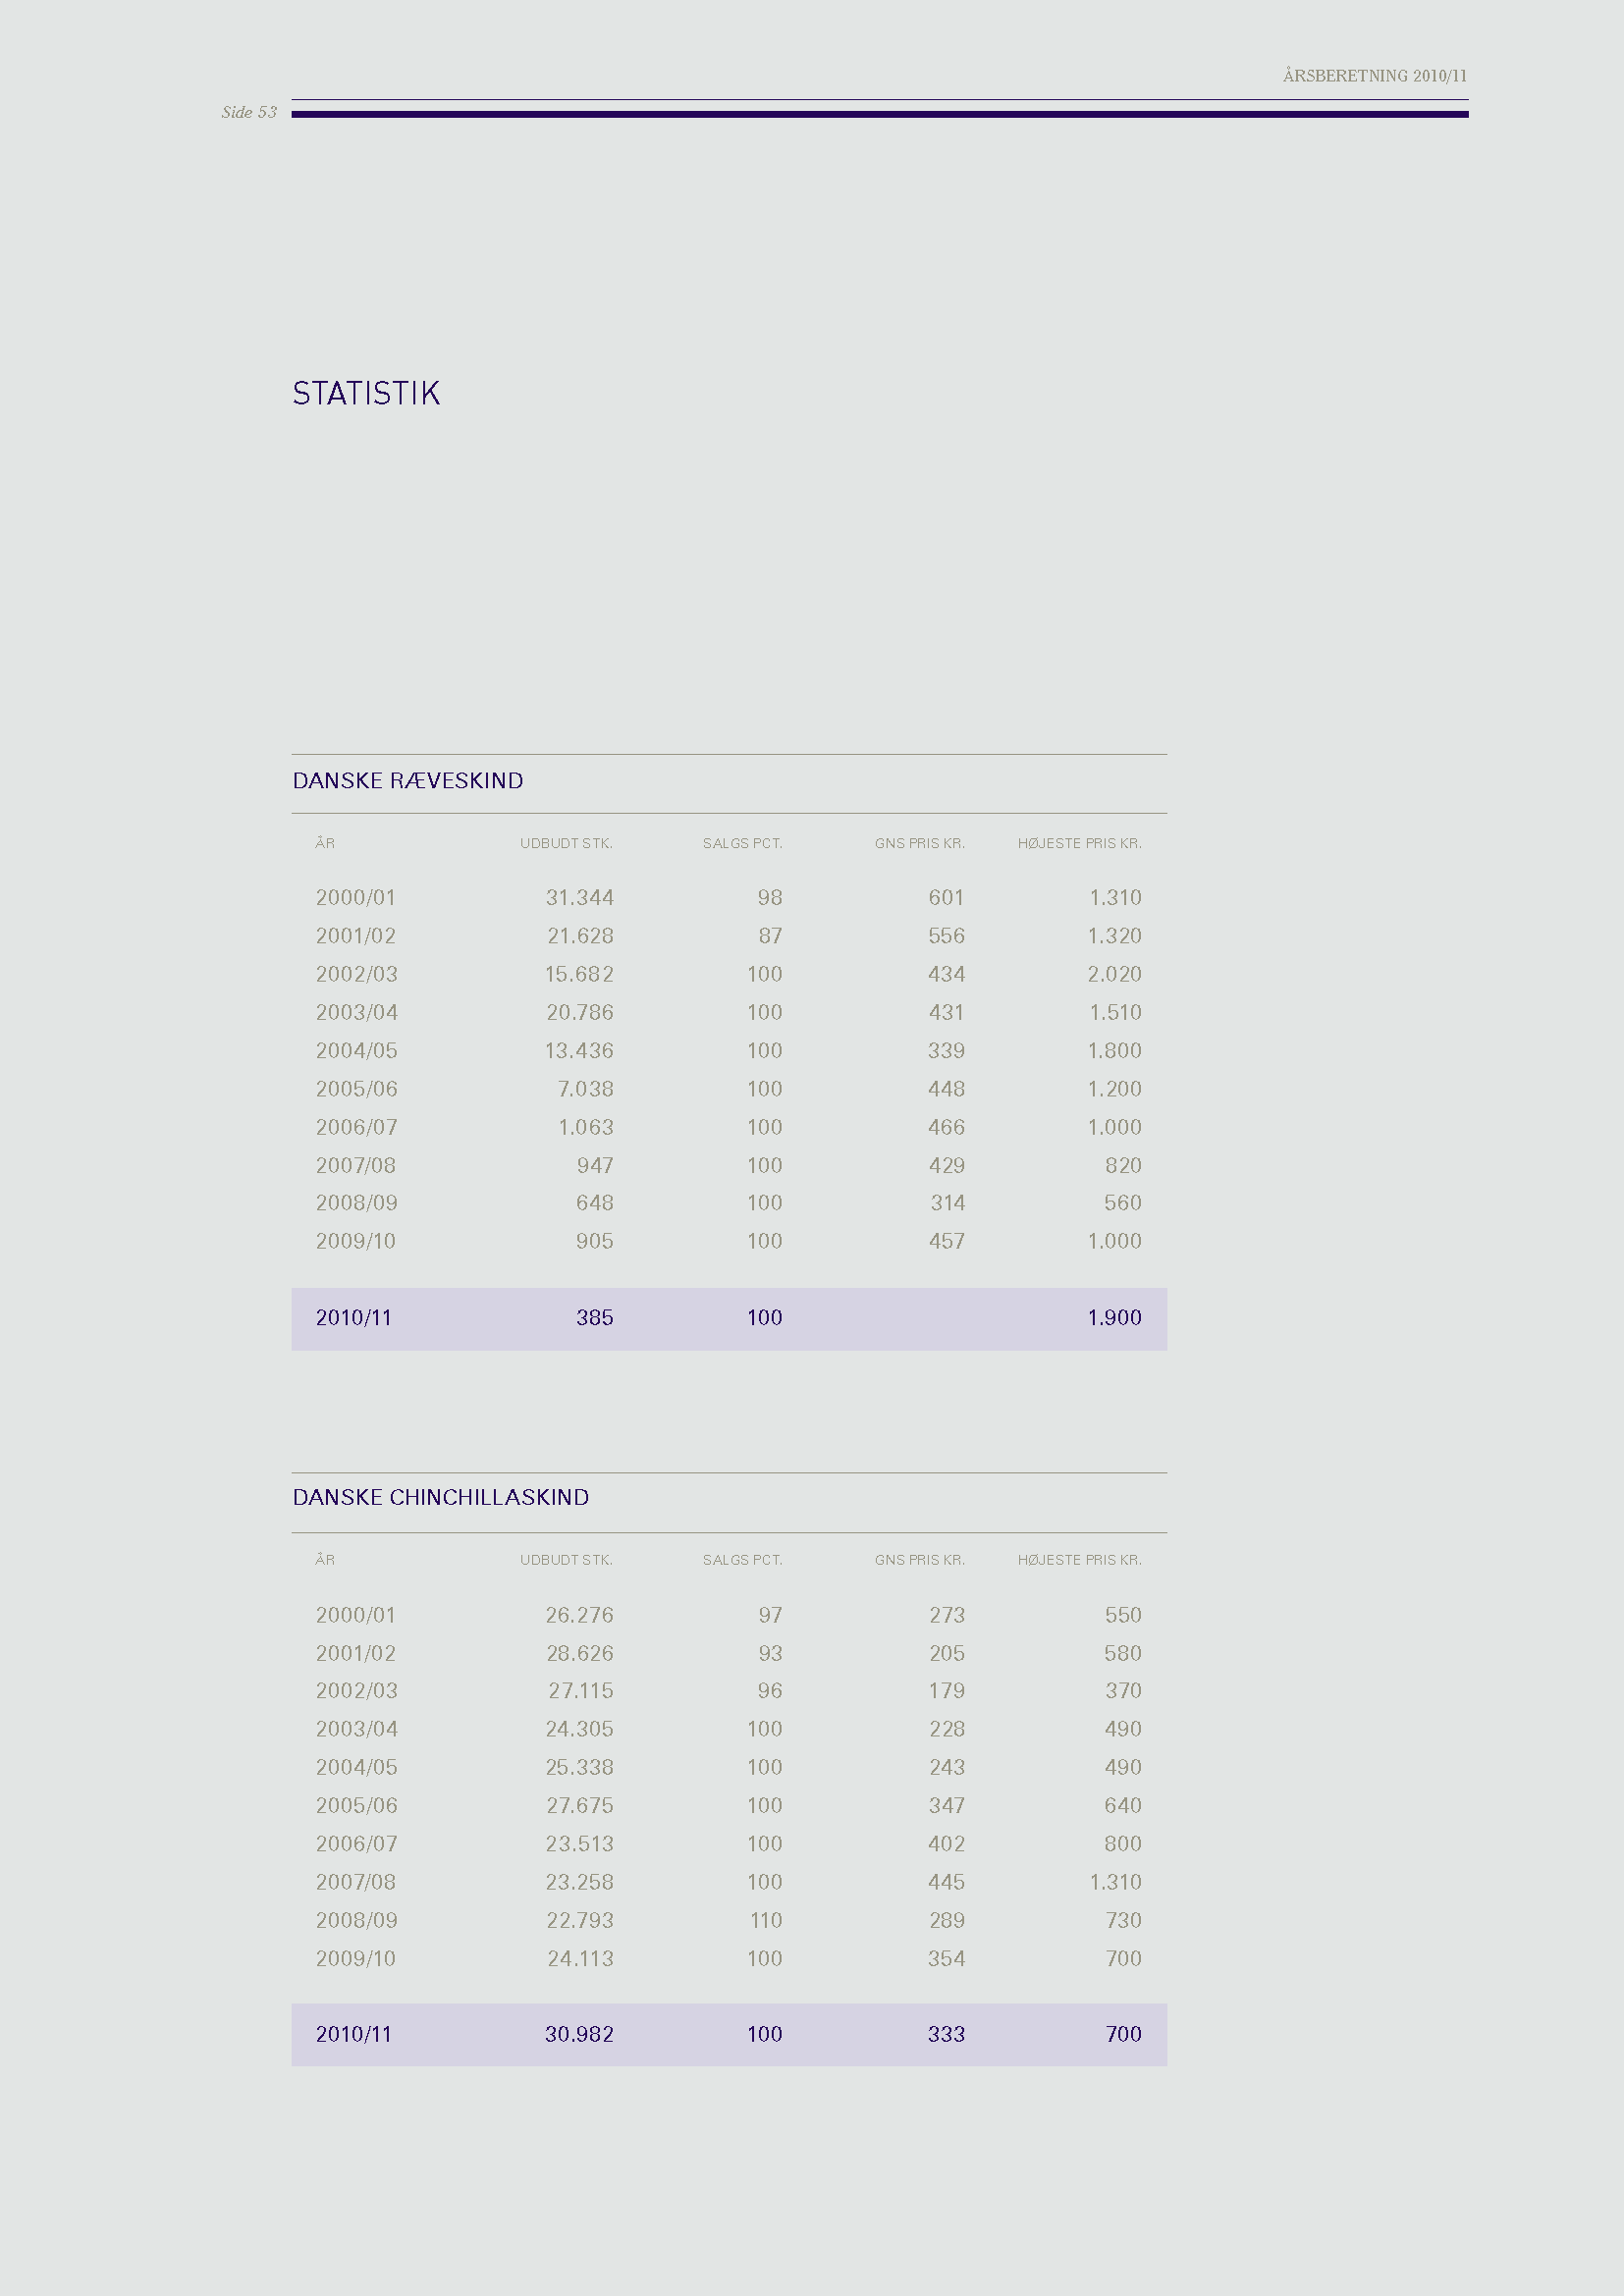 ÅRSBERETNING 2010/11
Side 53
STATISTIK
DANSKE RÆVESKIND
ÅR UDBUDT STK. SALGS PCT. GNS PRIS KR. HØJESTE PRIS KR.
2000/01 31.344 98 601 1.310
2001/02 21.628 87 556 1.320
2002/03 15.682 100 434 2.020
2003/04 20.786 100 431 1.510
2004/05 13.436 100 339 1.800
2005/06 7.038 100 448 1.200
2006/07 1.063 100 466 1.000
2007/08 947 100 429 820
2008/09 648 100 314 560
2009/10 905 100 457 1.000
2010/11 385 100 1.900
DANSKE CHINCHILLASKIND
ÅR UDBUDT STK. SALGS PCT. GNS PRIS KR. HØJESTE PRIS KR.
2000/01 26.276 97 273 550
2001/02 28.626 93 205 580
2002/03 27.115 96 179 370
2003/04 24.305 100 228 490
2004/05 25.338 100 243 490
2005/06 27.675 100 347 640
2006/07 23.513 100 402 800
2007/08 23.258 100 445 1.310
2008/09 22.793 110 289 730
2009/10 24.113 100 354 700
2010/11 30.982 100 333 700